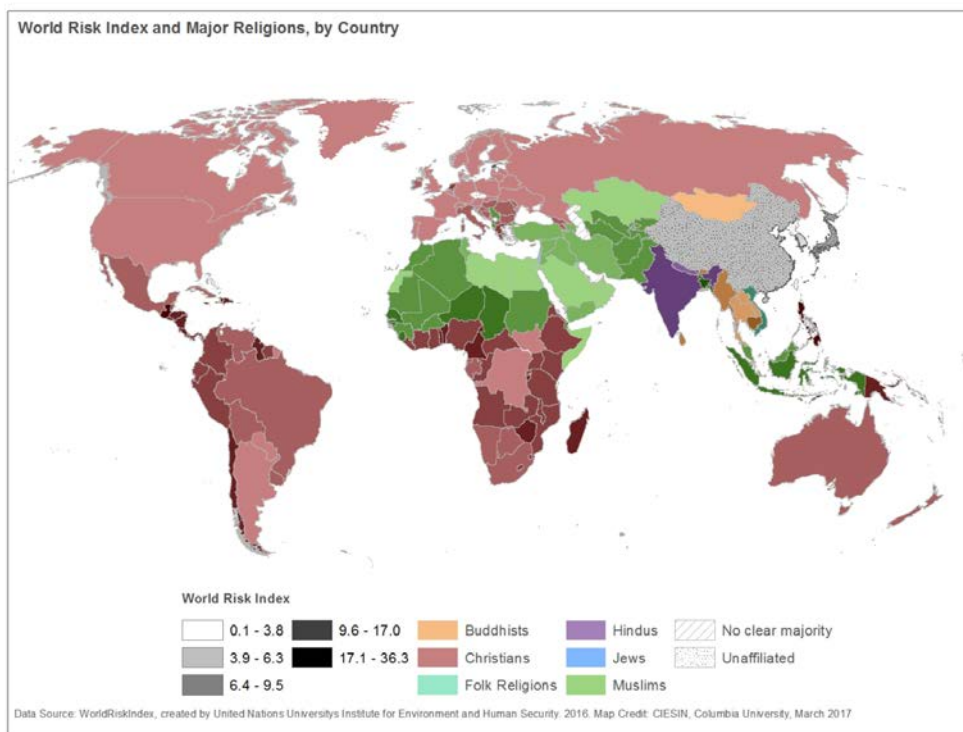 World Risk Index and Major Religions, by Country
World Risk Index
0.1 - 3.8
9.6 - 17.0
Buddhists
Hindus
No clear majority
3.9 - 6.3
17.1 - 36.3
Christians
Jews
Unaffiliated
6.4 - 9.5
Folk Religions
Muslims
Data Source: WorldRiskIndex, created by United Nations Universitys Institute for Environment and Human Security. 2016. Map Credit: CIESIN, Columbia University, March 2017